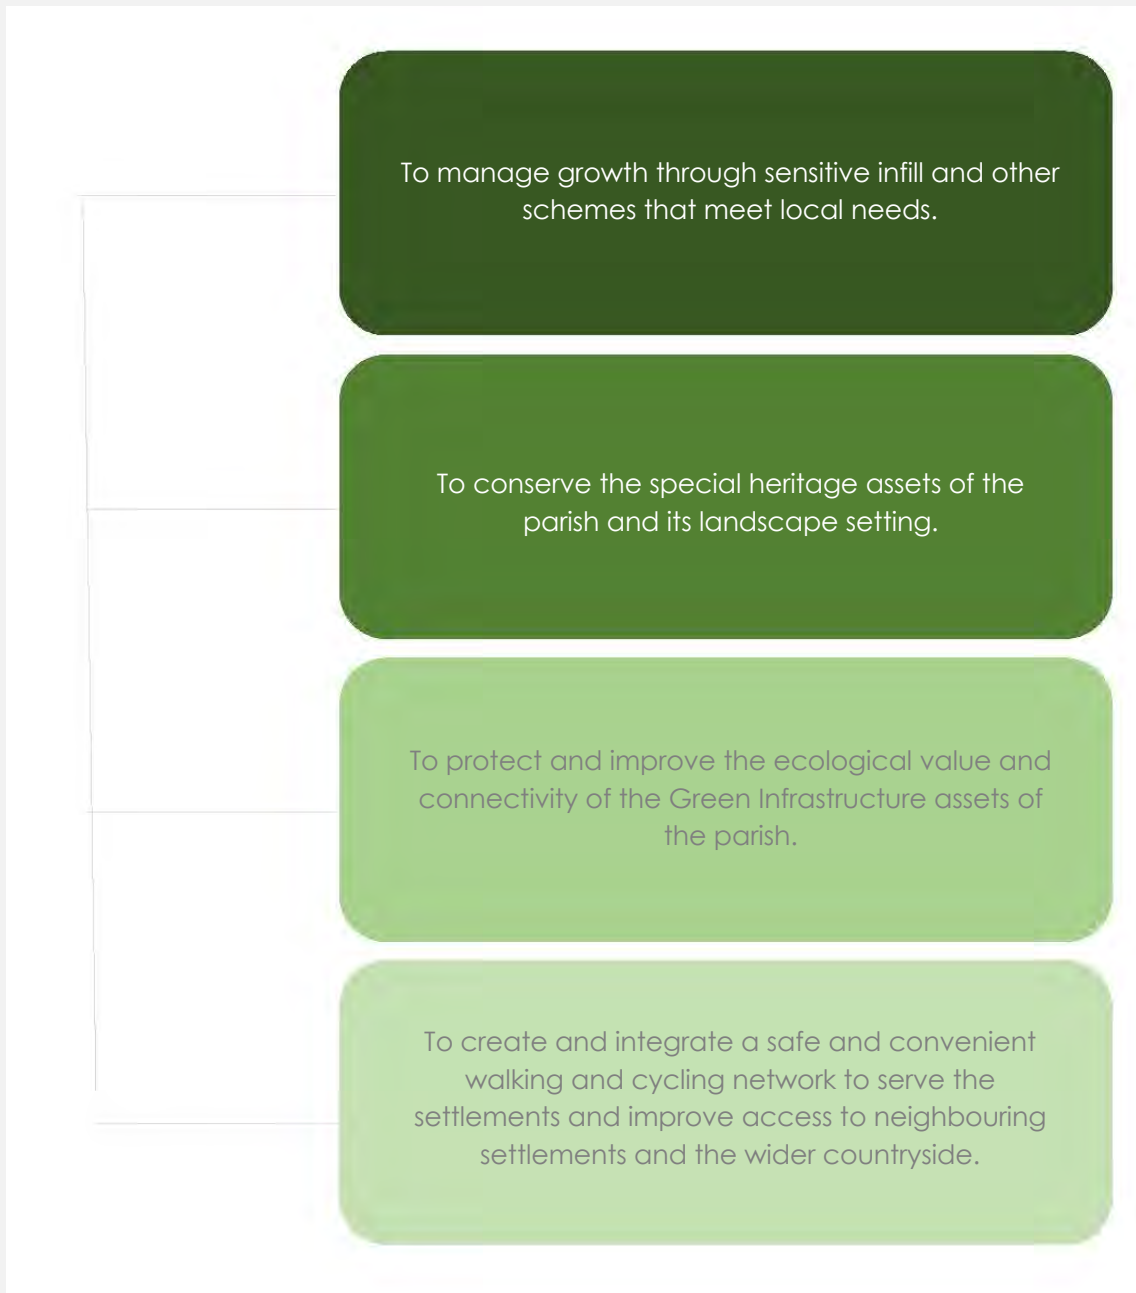 To manage growth through sensitive infill and other
schemes that meet local needs.
To conserve the special heritage assets of the
parish and its landscape setting.
To protect and improve the ecological value and
connectivity of the Green Infrastructure assets of
the parish.
To create and integrate a safe and convenient
walking and cycling network to serve the
settlements and improve access to neighbouring
settlements and the wider countryside.